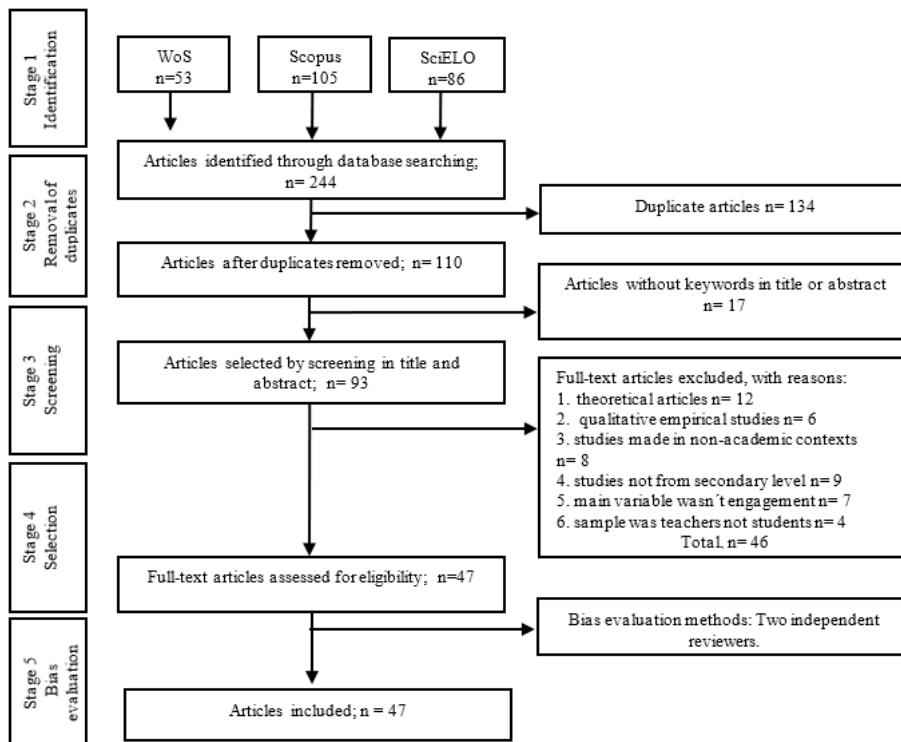 Stage 1
Identification
WoS
n=53
Scopus
n=105
SciELO
n=86
Articles identified through database searching;
n= 244
Stage 2
Removal of
duplicates
Duplicate articles n= 134
Articles after duplicates removed; n= 110
Articles without keywords in title or abstract
n= 17
Stage 3
Screening
Articles selected by screening in title and
abstract; n= 93
Full-text articles excluded, with reasons:
1. theoretical articles n= 12
2. qualitative empirical studies n= 6
3. studies made in non-academic contexts
n= 8
4. studies not from secondary level n= 9
5. main variable wasn´t engagement n= 7
6. sample was teachers not students n= 4
Total, n= 46
Stage 4
Selection
Full-text articles assessed for eligibility; n=47
Bias evaluation methods: Two independent
reviewers.
Stage 5
Bias
evaluation
Articles included; n = 47